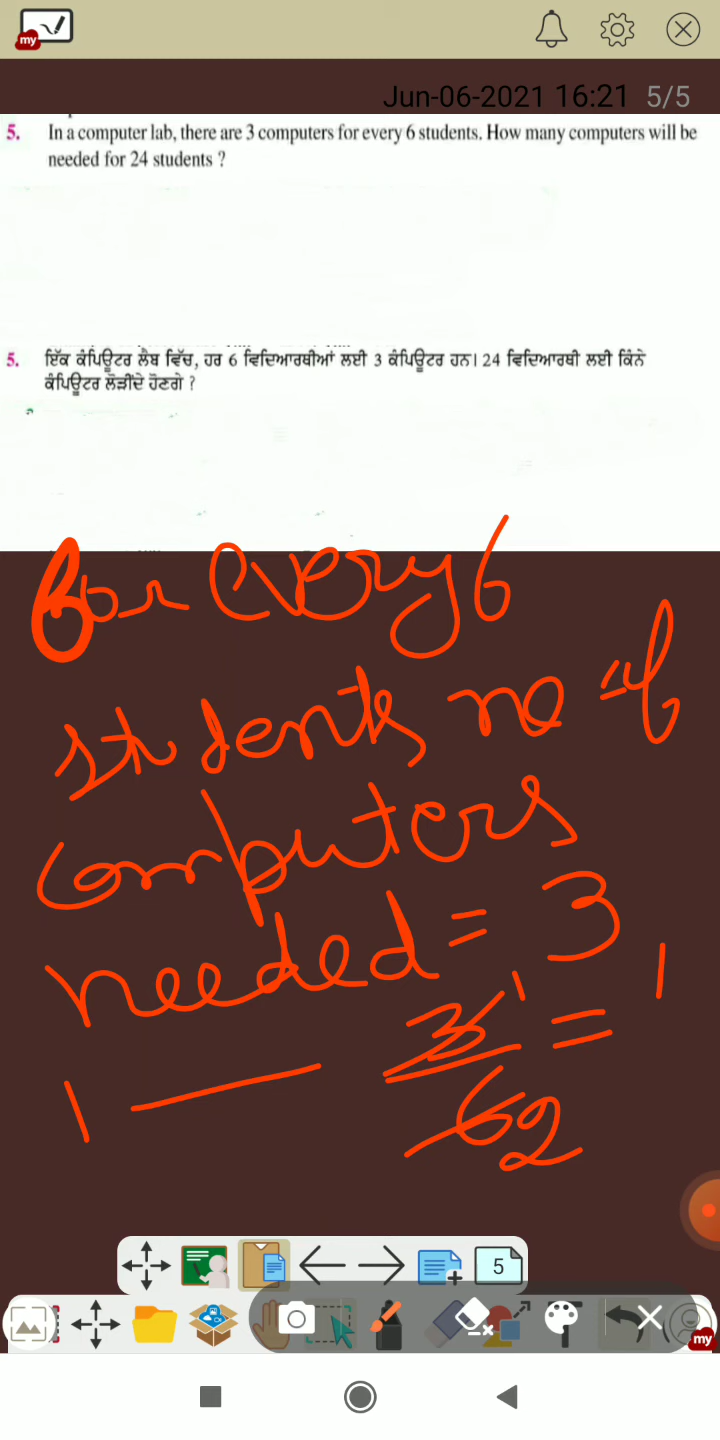 my
Jun-06-2021 16:21 5/5
5. In a computer lab, there are 3 computers for every 6 students. How many computers will be
needed for 24 students ?
5. ਇੱਕ ਕੰਪਿਊਟਰ ਲੈਬ ਵਿੱਚ, ਹਰ 6 ਵਿਦਿਆਰਥੀਆਂ ਲਈ 3 ਕੰਪਿਊਟਰ ਹਨ। 24 ਵਿਦਿਆਰਥੀ ਲਈ ਕਿੰਨੇ
ਕੰਪਿਊਟਰ ਲੋੜੀਂਦੇ ਹੋਣਗੇ ?
For every 6
students no of
computers
needed = 3
1 — 3/6 1/2 = 1
5
my